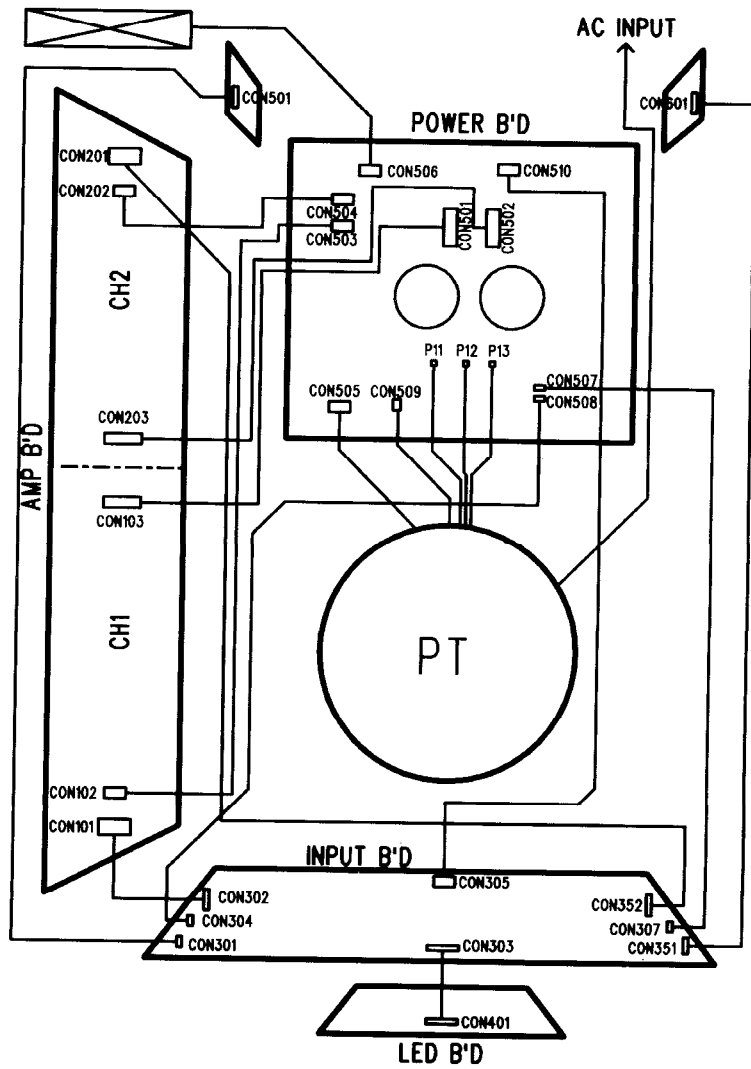 AC INPUT
CON501
CON601
POWER B'D
CON201
CON202
CON506
CON510
CON504
CON503
CON501
CON502
CH2
P11 P12 P13
CON507
CON508
CON505
CON509
CON203
AMP B'D
CON103
CH1
PT
CON102
CON101
INPUT B'D
CON302
CON305
CON352
CON304
CON307
CON301
CON303
CON351
CON401
LED B'D